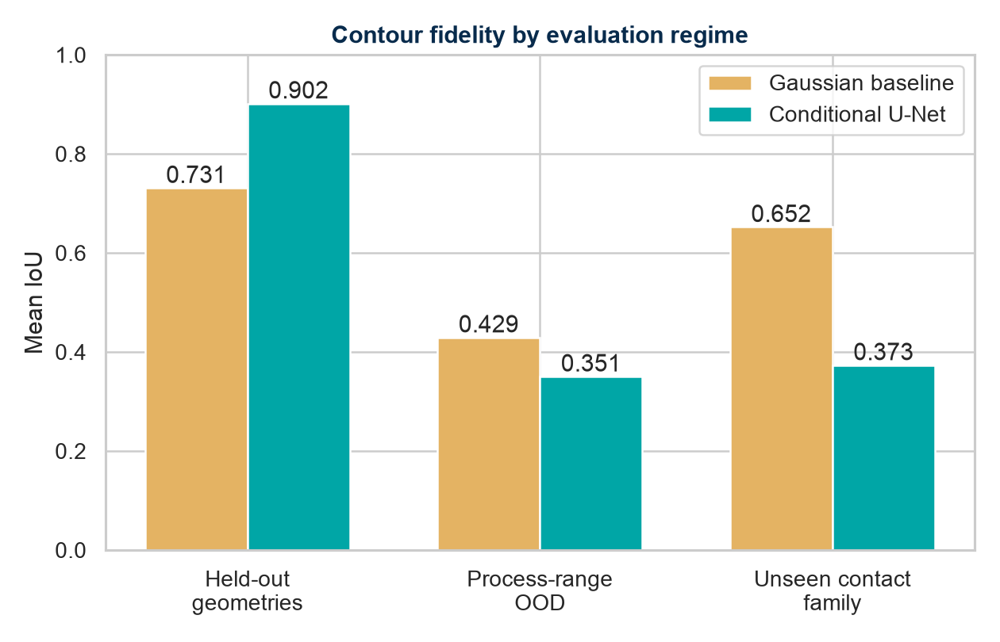 Contour fidelity by evaluation regime
Gaussian baseline
Conditional U-Net
Mean IoU
1.0
0.8
0.6
0.4
0.2
0.0
0.731
0.902
0.429
0.351
0.652
0.373
Held-out
geometries
Process-range
OOD
Unseen contact
family